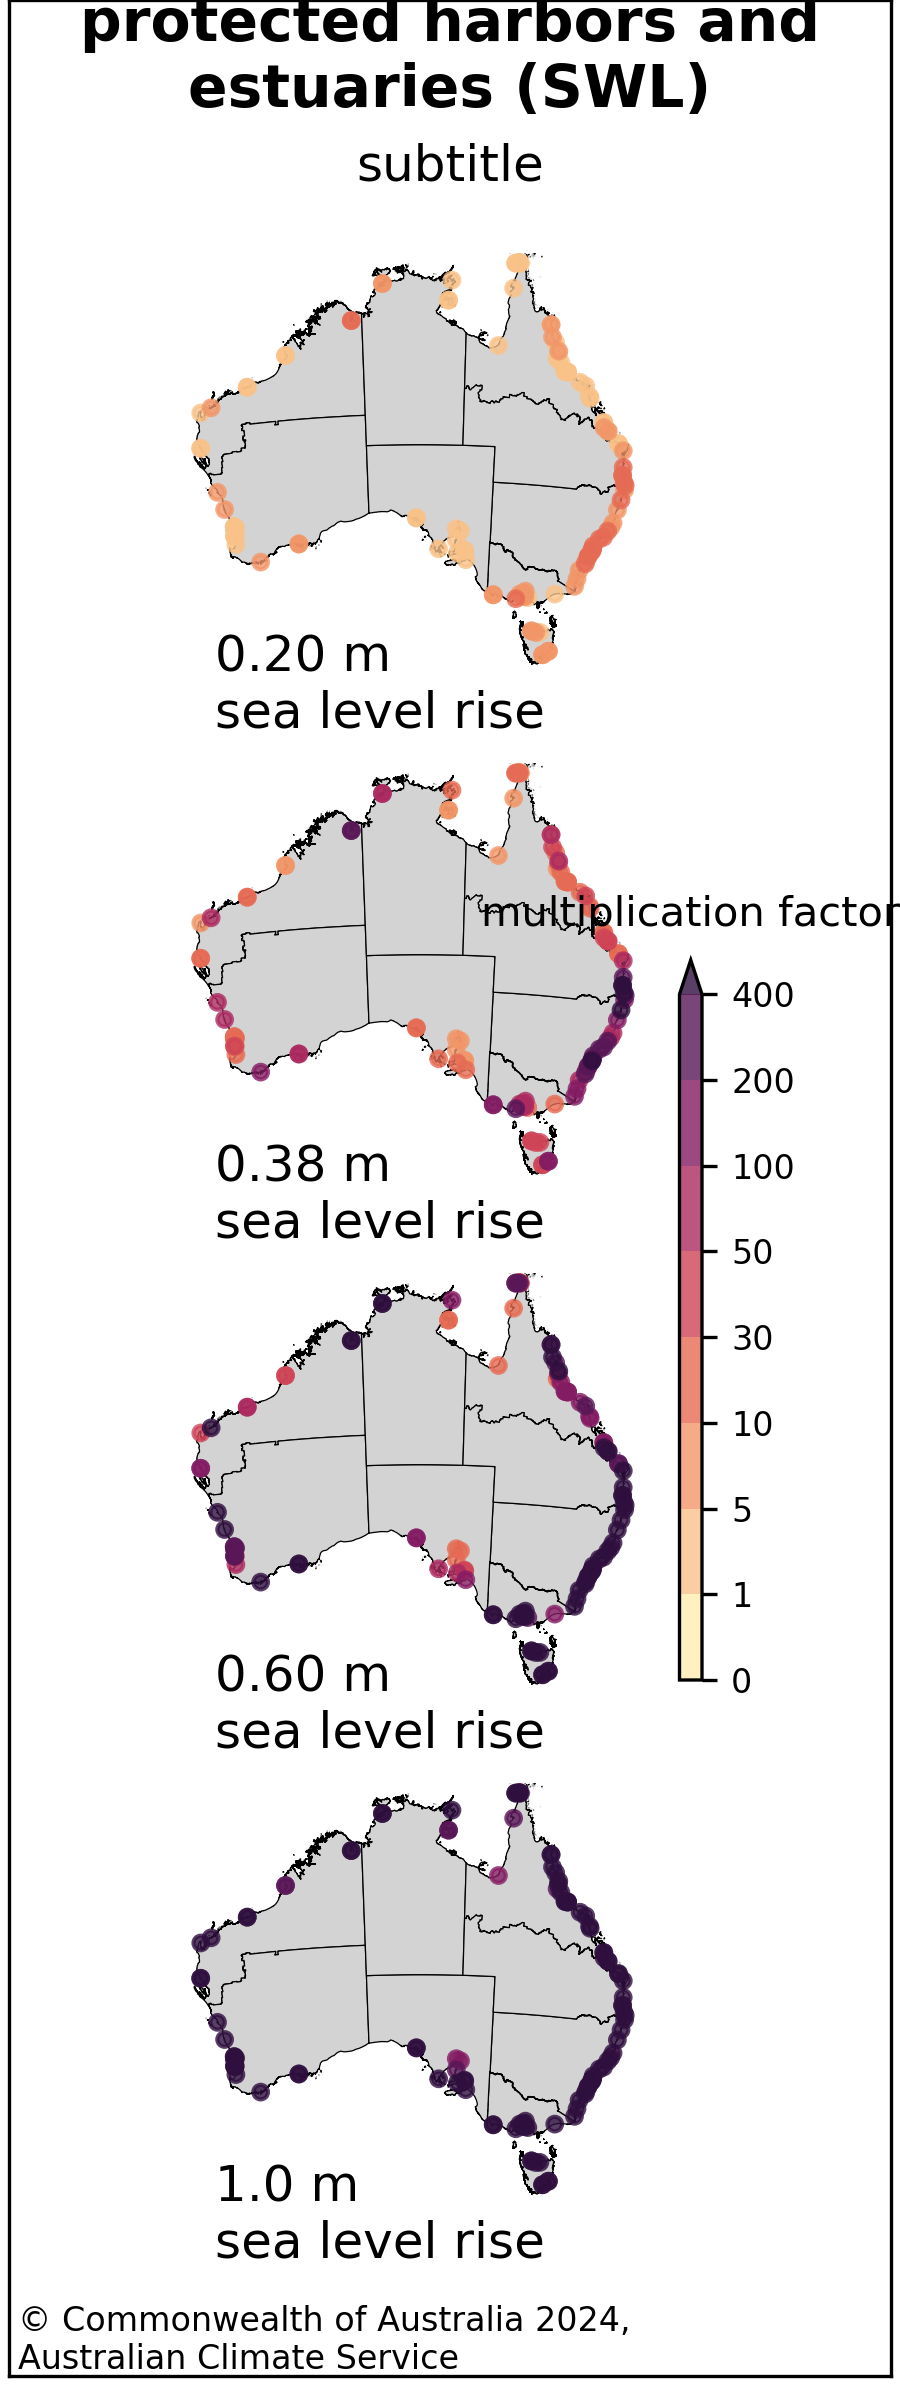 protected harbors and
estuaries (SWL)
subtitle
0.20 m
sea level rise
multiplication factor
400
200
100
50
30
10
5
1
0
0.38 m
sea level rise
0.60 m
sea level rise
1.0 m
sea level rise
© Commonwealth of Australia 2024,
Australian Climate Service